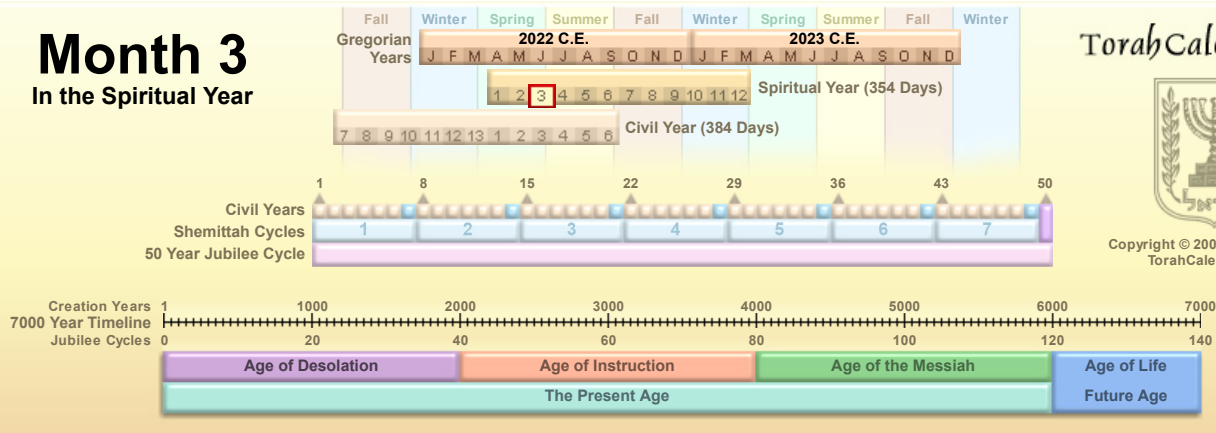 Month 3
In the Spiritual Year
Fall Winter Spring Summer Fall Winter Spring Summer Fall Winter
Gregorian Years
2022 C.E. 2023 C.E.
J F M A M J J A S O N D J F M A M J J A S O N D
1 2 3 4 5 6 7 8 9 10 11 12 Spiritual Year (354 Days)
7 8 9 10 11 12 13 1 2 3 4 5 6 Civil Year (384 Days)
1 8 15 22 29 36 43 50
Civil Years
Shemittah Cycles 1 2 3 4 5 6 7
50 Year Jubilee Cycle
TorahCale
Copyright © 200
TorahCale
Creation Years 1 1000 2000 3000 4000 5000 6000 7000
7000 Year Timeline
Jubilee Cycles 0 20 40 60 80 100 120 140
Age of Desolation Age of Instruction Age of the Messiah Age of Life
The Present Age Future Age